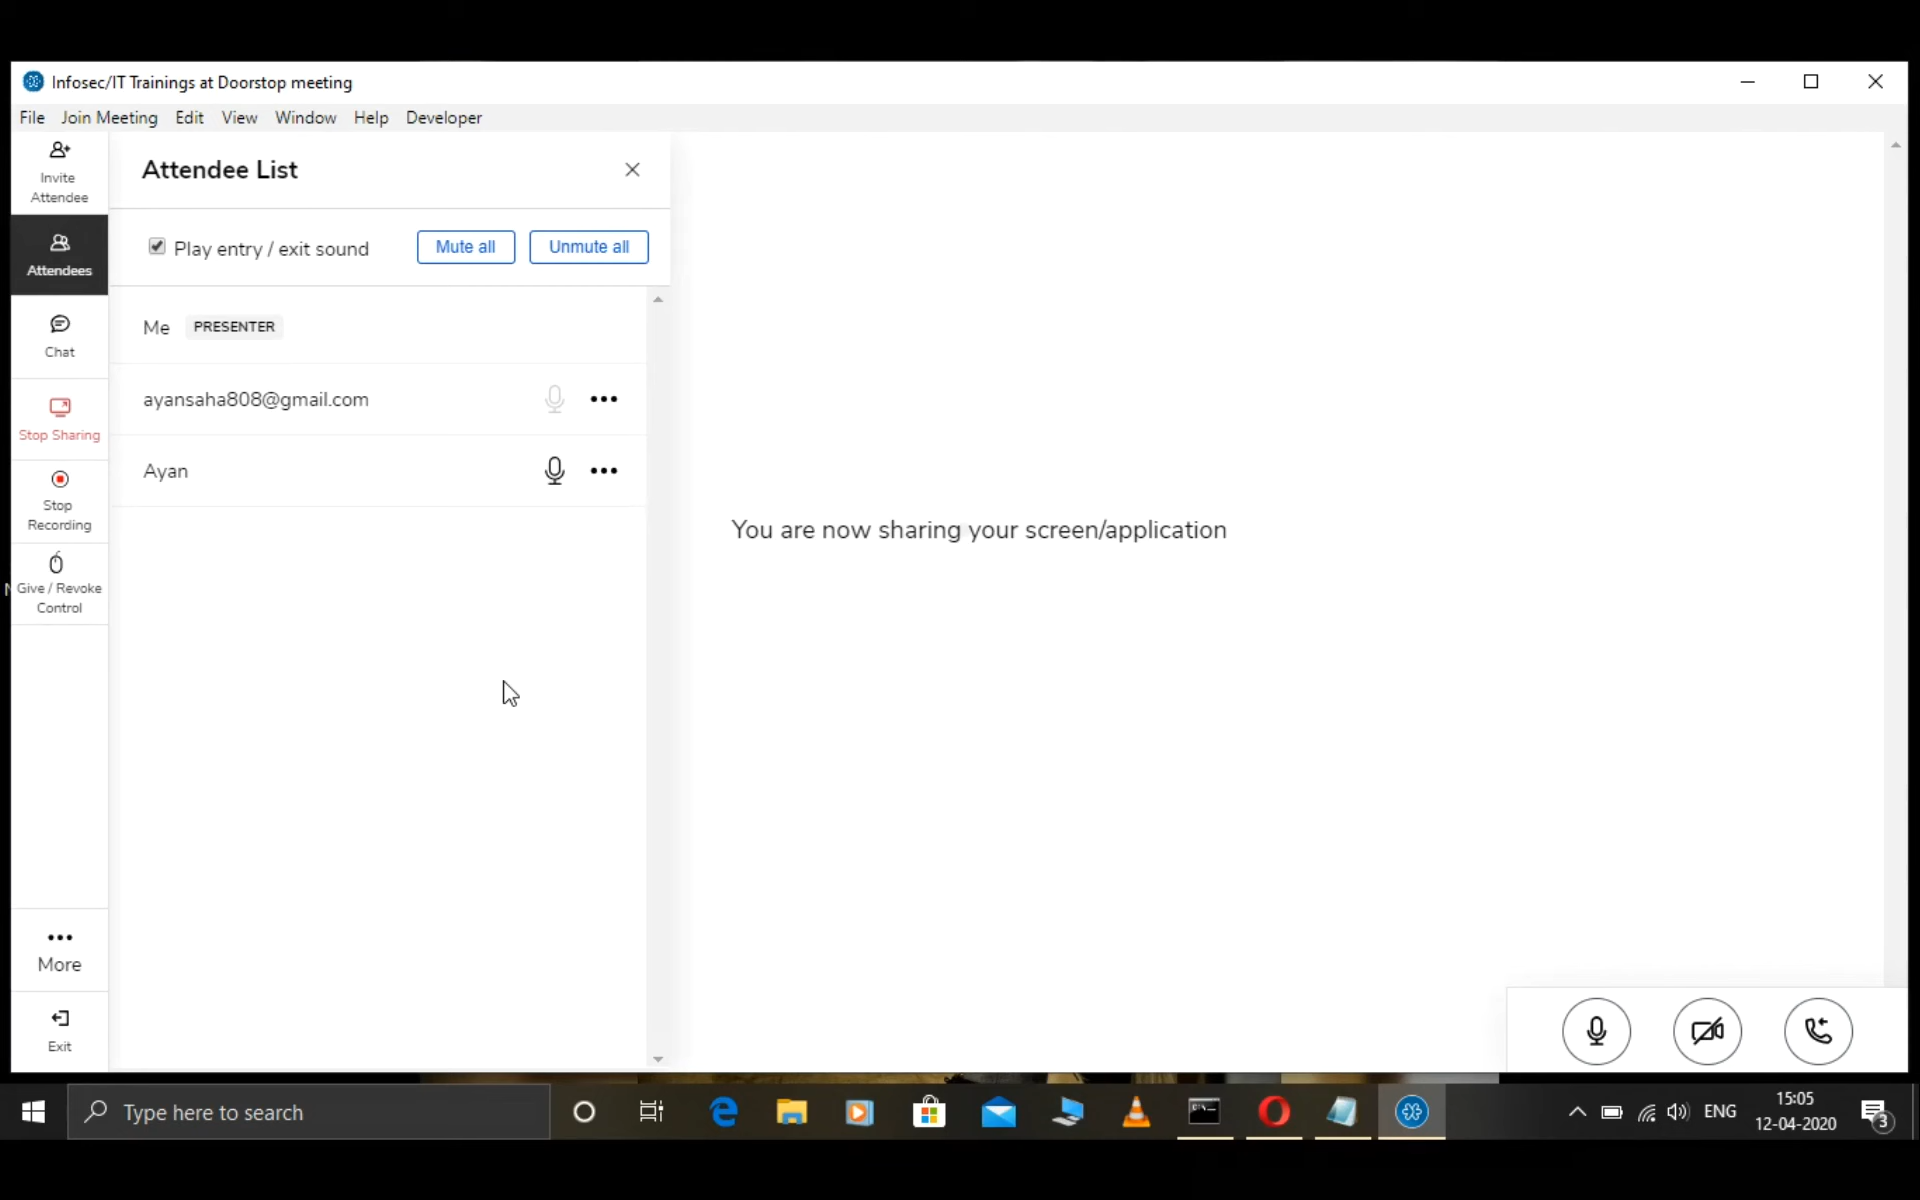 Infosec/IT Trainings at Doorstop meeting
File Join Meeting Edit View Window Help Developer
Invite
Attendee
Attendees
Chat
Stop Sharing
Stop
Recording
Give / Revoke
Control
More
Exit
Attendee List
Play entry / exit sound Mute all Unmute all
Me PRESENTER
ayansaha808@gmail.com
Ayan
You are now sharing your screen/application
Type here to search
ENG
15:05
12-04-2020
3